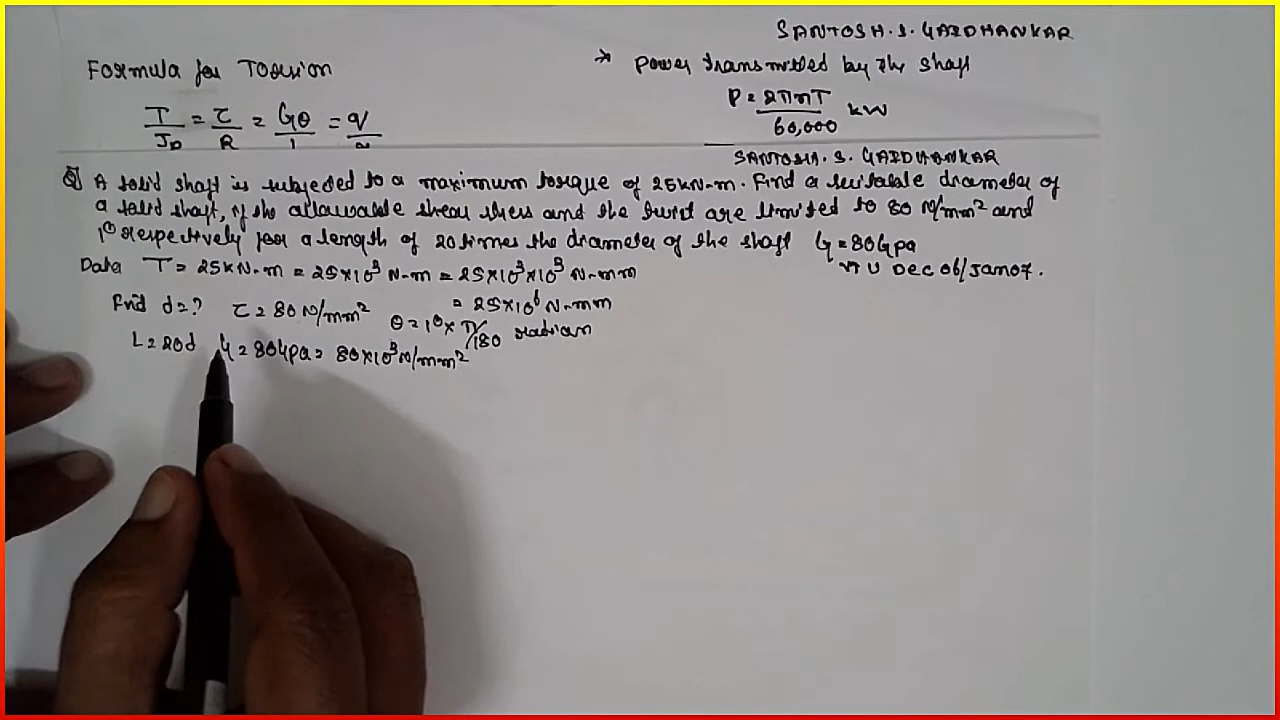 SANTOSH. S. GAIDHANKAR
Formula for Torsion
* Power transmitted by the shaft
T/Jp = τ/R = Gθ/l = q/r
P = 2πnT/60,000 kW
SANTOSH. S. GAIDHANKAR
Q) A solid shaft is subjected to a maximum torque of 25kN-m. Find a suitable diameter of
a solid shaft, if the allowable shear stress and the twist are limited to 80 N/mm² and
1° respectively for a length of 20 times the diameter of the shaft G = 80Gpa
VTU Dec 06/Jan07.
Data T = 25kN-m = 25×10³ N-m = 25×10³×10³ N-mm
= 25×10⁶ N-mm
Find d=? τ = 80 N/mm² θ = 1° × π/180 radian
L = 20d G = 80Gpa = 80×10³ N/mm²